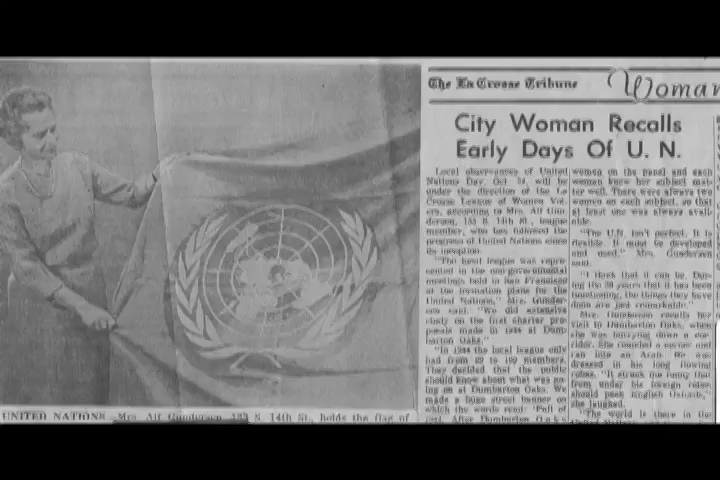 The La Crosse Tribune
Woman
City Woman Recalls
Early Days Of U. N.
Local observances of United
Nations Day, Oct. 24, will be
under the direction of the La
Crosse League of Women Vot-
ers, according to Mrs. Alf Gun-
derson, 133 S. 14th St., league
member, who has followed the
progress of United Nations since
its inception.
"The local league was repre-
sented in the non-governmental
meetings held in San Francisco
at the formation plans for the
United Nations," Mrs. Gunder-
son said. "We did extensive
study on the first charter pro-
posals made in 1944 at Dum-
barton Oaks."
"In 1944 the local league only
had from 80 to 100 members.
They decided that the public
should know about what was go-
ing on at Dumbarton Oaks. We
made a huge street banner on
which the words read:
After Dumbarton Oaks
women on the panel and each
woman knew her subject mat-
ter well. There were always two
women on each subject, so that
at least one was always avail-
able.
"The U.N. isn't perfect. It is
flexible. It must be developed
and used," Mrs. Gunderson
said.
"I think that it can be. Dur-
ing the 20 years that it has been
functioning, the things they have
done are just remarkable."
Mrs. Gunderson recalls her
visit to Dumbarton Oaks, when
she was hurrying down a cor-
ridor. She rounded a corner and
ran into an Arab. He was
dressed in his long flowing
robes. "It struck me funny that
from under his foreign robes
should peek English Oxfords,"
she laughed.
"The world is there in the
United Nations
UNITED NATIONS Mrs. Alf Gunderson, 133 S. 14th St., holds the flag of